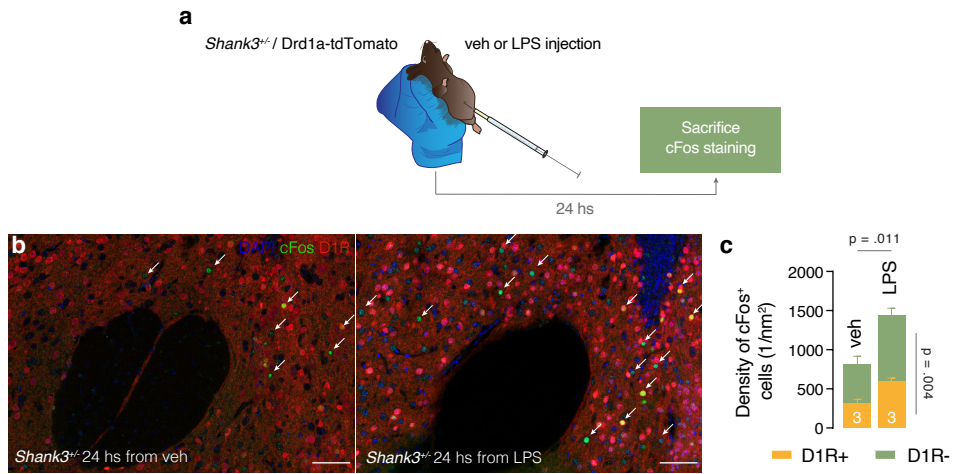 a
Shank3+/- / Drd1a-tdTomato
veh or LPS injection
Sacrifice
cFos staining
24 hs
b
DAPI cFos D1R
Shank3+/- 24 hs from veh
Shank3+/- 24 hs from LPS
c
p = .011
Density of cFos+
cells (1/nm2)
2000
1500
1000
500
0
veh
LPS
3
3
p = .004
D1R+
D1R-